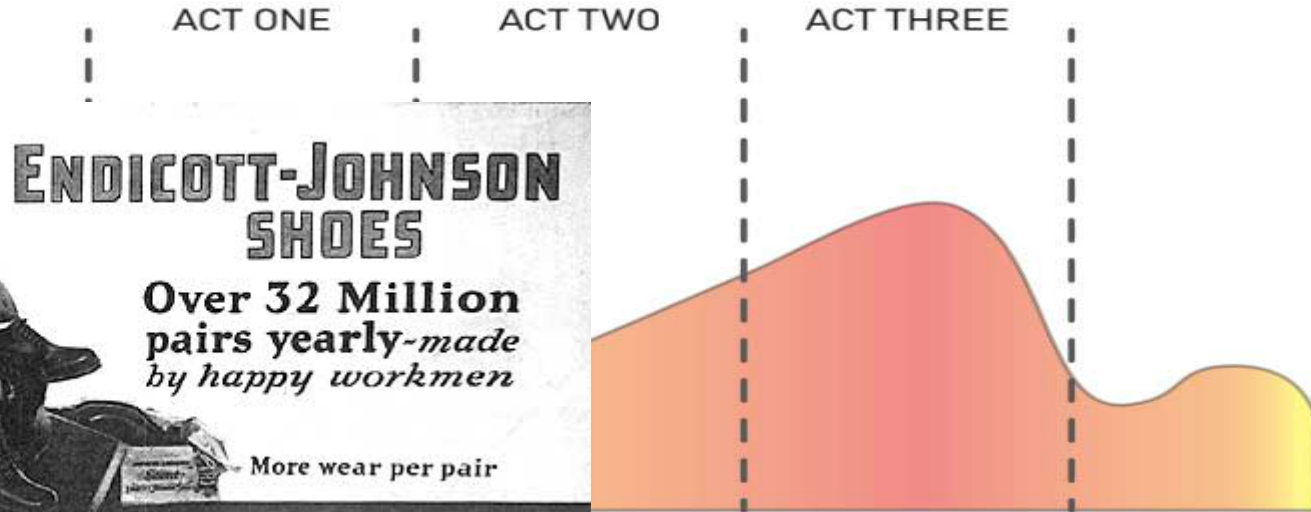 ACT ONE ACT TWO ACT THREE
ENDICOTT-JOHNSON
SHOES
Over 32 Million
pairs yearly-made
by happy workmen
More wear per pair